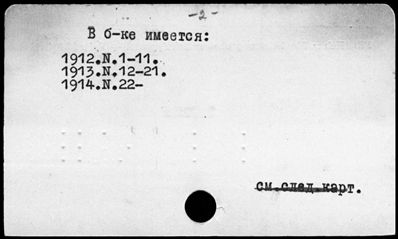 -2-
В б-ке имеется:
1912.N.1-11.
1913.N.12-21.
1914.N.22-
см.след.карт.